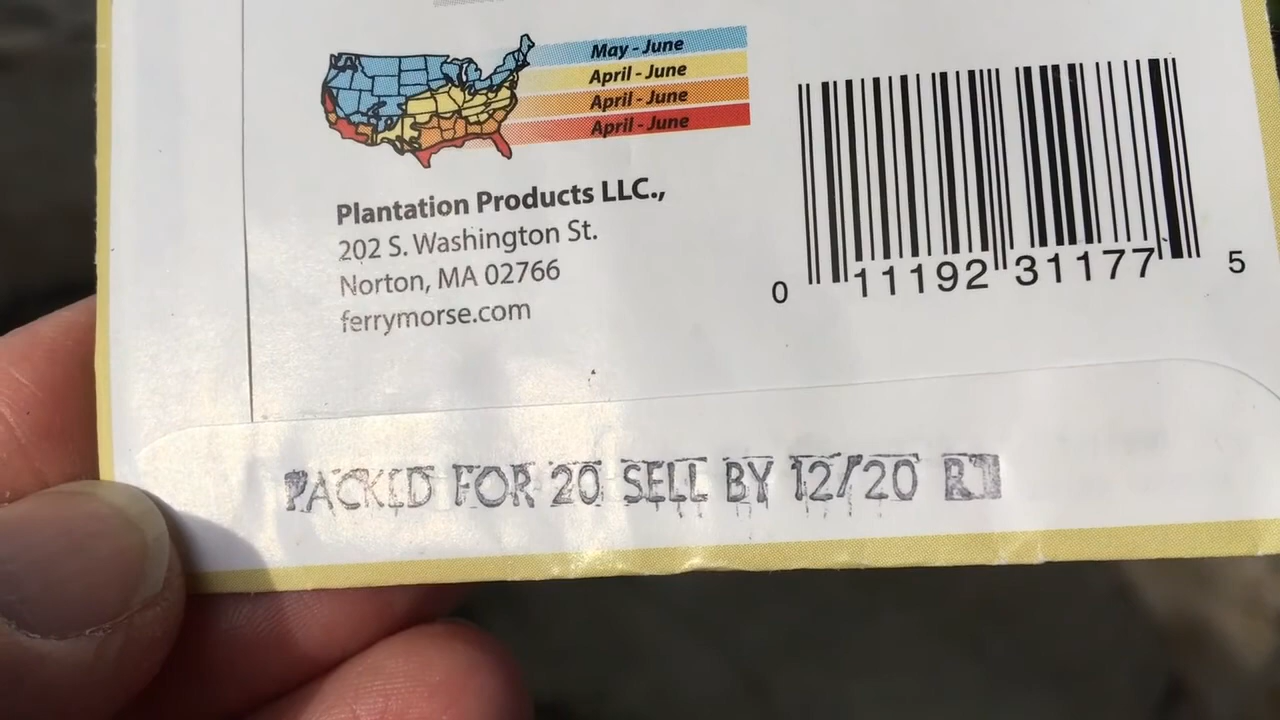 May - June
April - June
April - June
April - June
Plantation Products LLC.,
202 S. Washington St.
Norton, MA 02766
ferrymorse.com
0 11192 31177 5
PACKED FOR 20 SELL BY 12/20